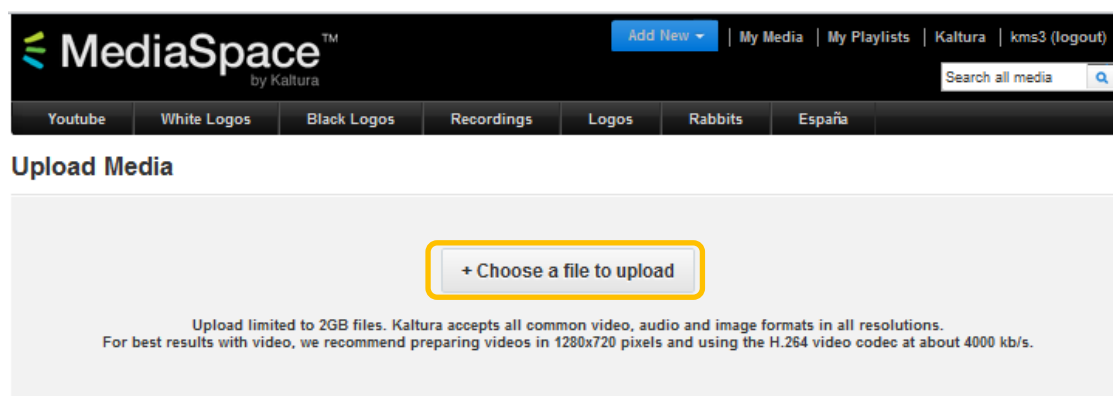 MediaSpace™
by Kaltura
Add New | My Media | My Playlists | Kaltura | kms3 (logout)
Search all media
Youtube White Logos Black Logos Recordings Logos Rabbits España
Upload Media
+ Choose a file to upload
Upload limited to 2GB files. Kaltura accepts all common video, audio and image formats in all resolutions.
For best results with video, we recommend preparing videos in 1280x720 pixels and using the H.264 video codec at about 4000 kb/s.